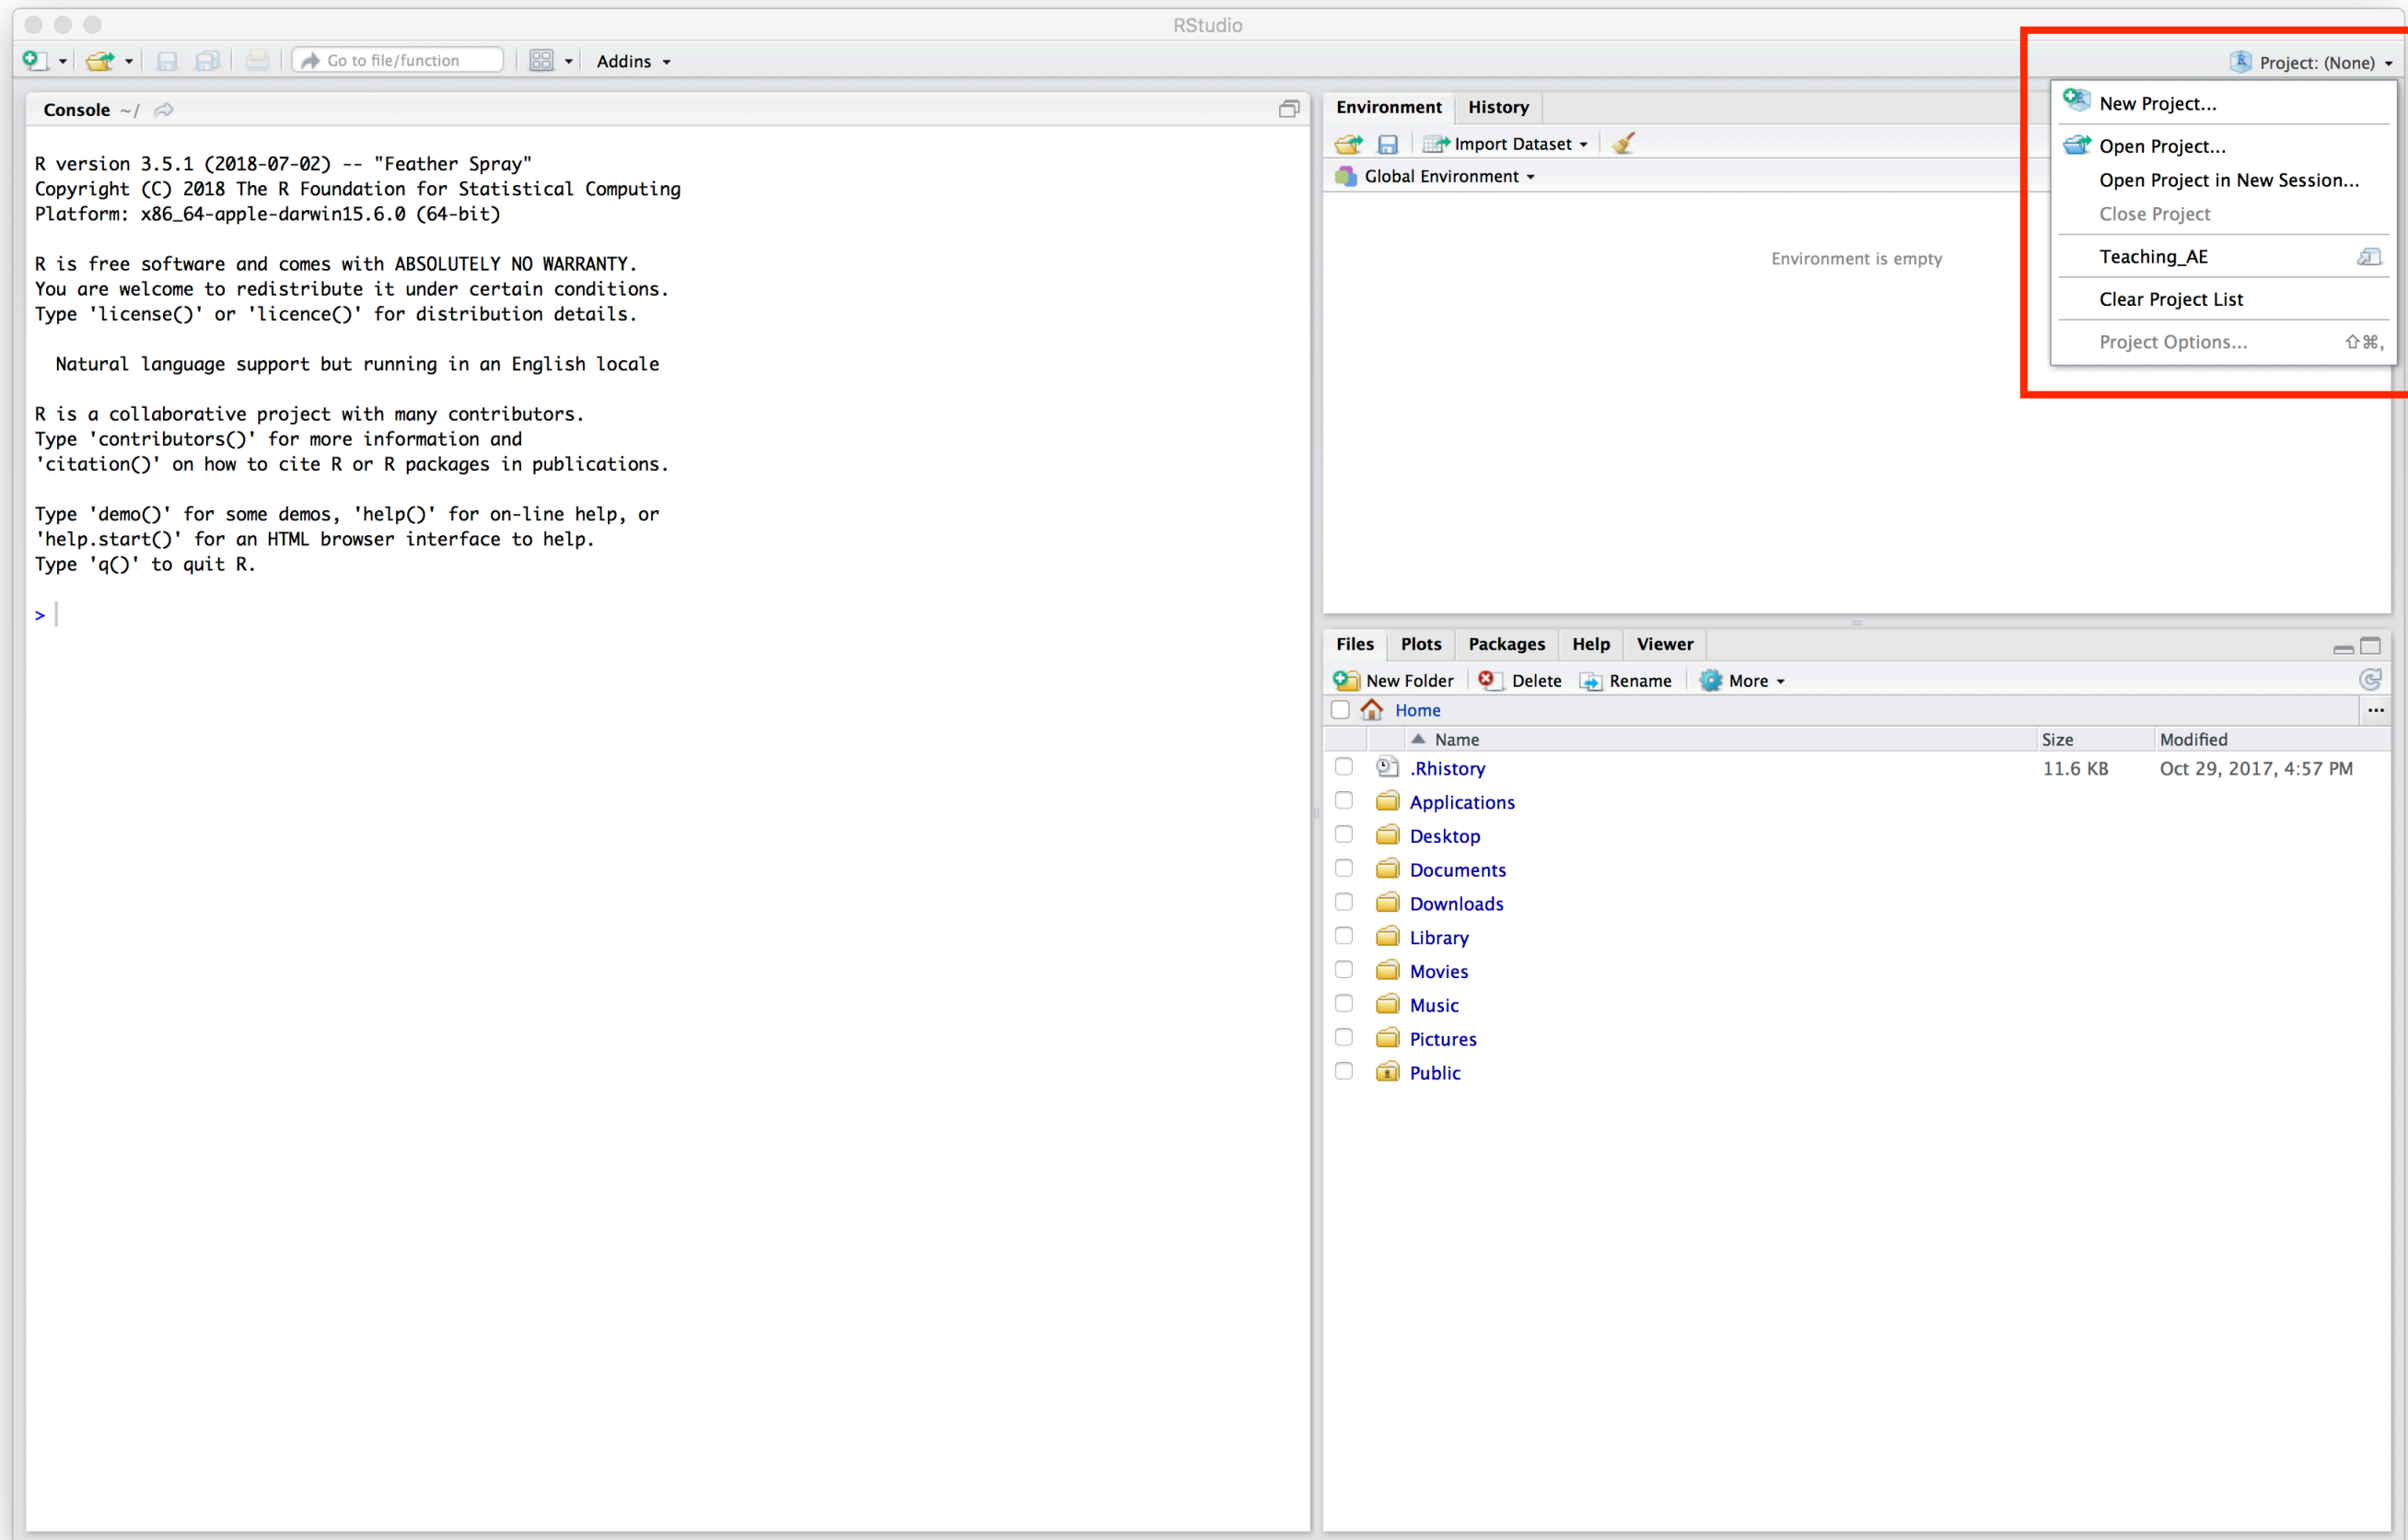 RStudio
Go to file/function
Addins
Project: (None)
Console ~/
R version 3.5.1 (2018-07-02) -- "Feather Spray"
Copyright (C) 2018 The R Foundation for Statistical Computing
Platform: x86_64-apple-darwin15.6.0 (64-bit)
R is free software and comes with ABSOLUTELY NO WARRANTY.
You are welcome to redistribute it under certain conditions.
Type 'license()' or 'licence()' for distribution details.
Natural language support but running in an English locale
R is a collaborative project with many contributors.
Type 'contributors()' for more information and
'citation()' on how to cite R or R packages in publications.
Type 'demo()' for some demos, 'help()' for on-line help, or
'help.start()' for an HTML browser interface to help.
Type 'q()' to quit R.
>
Environment History
Import Dataset
Global Environment
Environment is empty
New Project...
Open Project...
Open Project in New Session...
Close Project
Teaching_AE
Clear Project List
Project Options... ⇧⌘,
Files Plots Packages Help Viewer
New Folder Delete Rename More
Home ...
Name Size Modified
.Rhistory 11.6 KB Oct 29, 2017, 4:57 PM
Applications
Desktop
Documents
Downloads
Library
Movies
Music
Pictures
Public